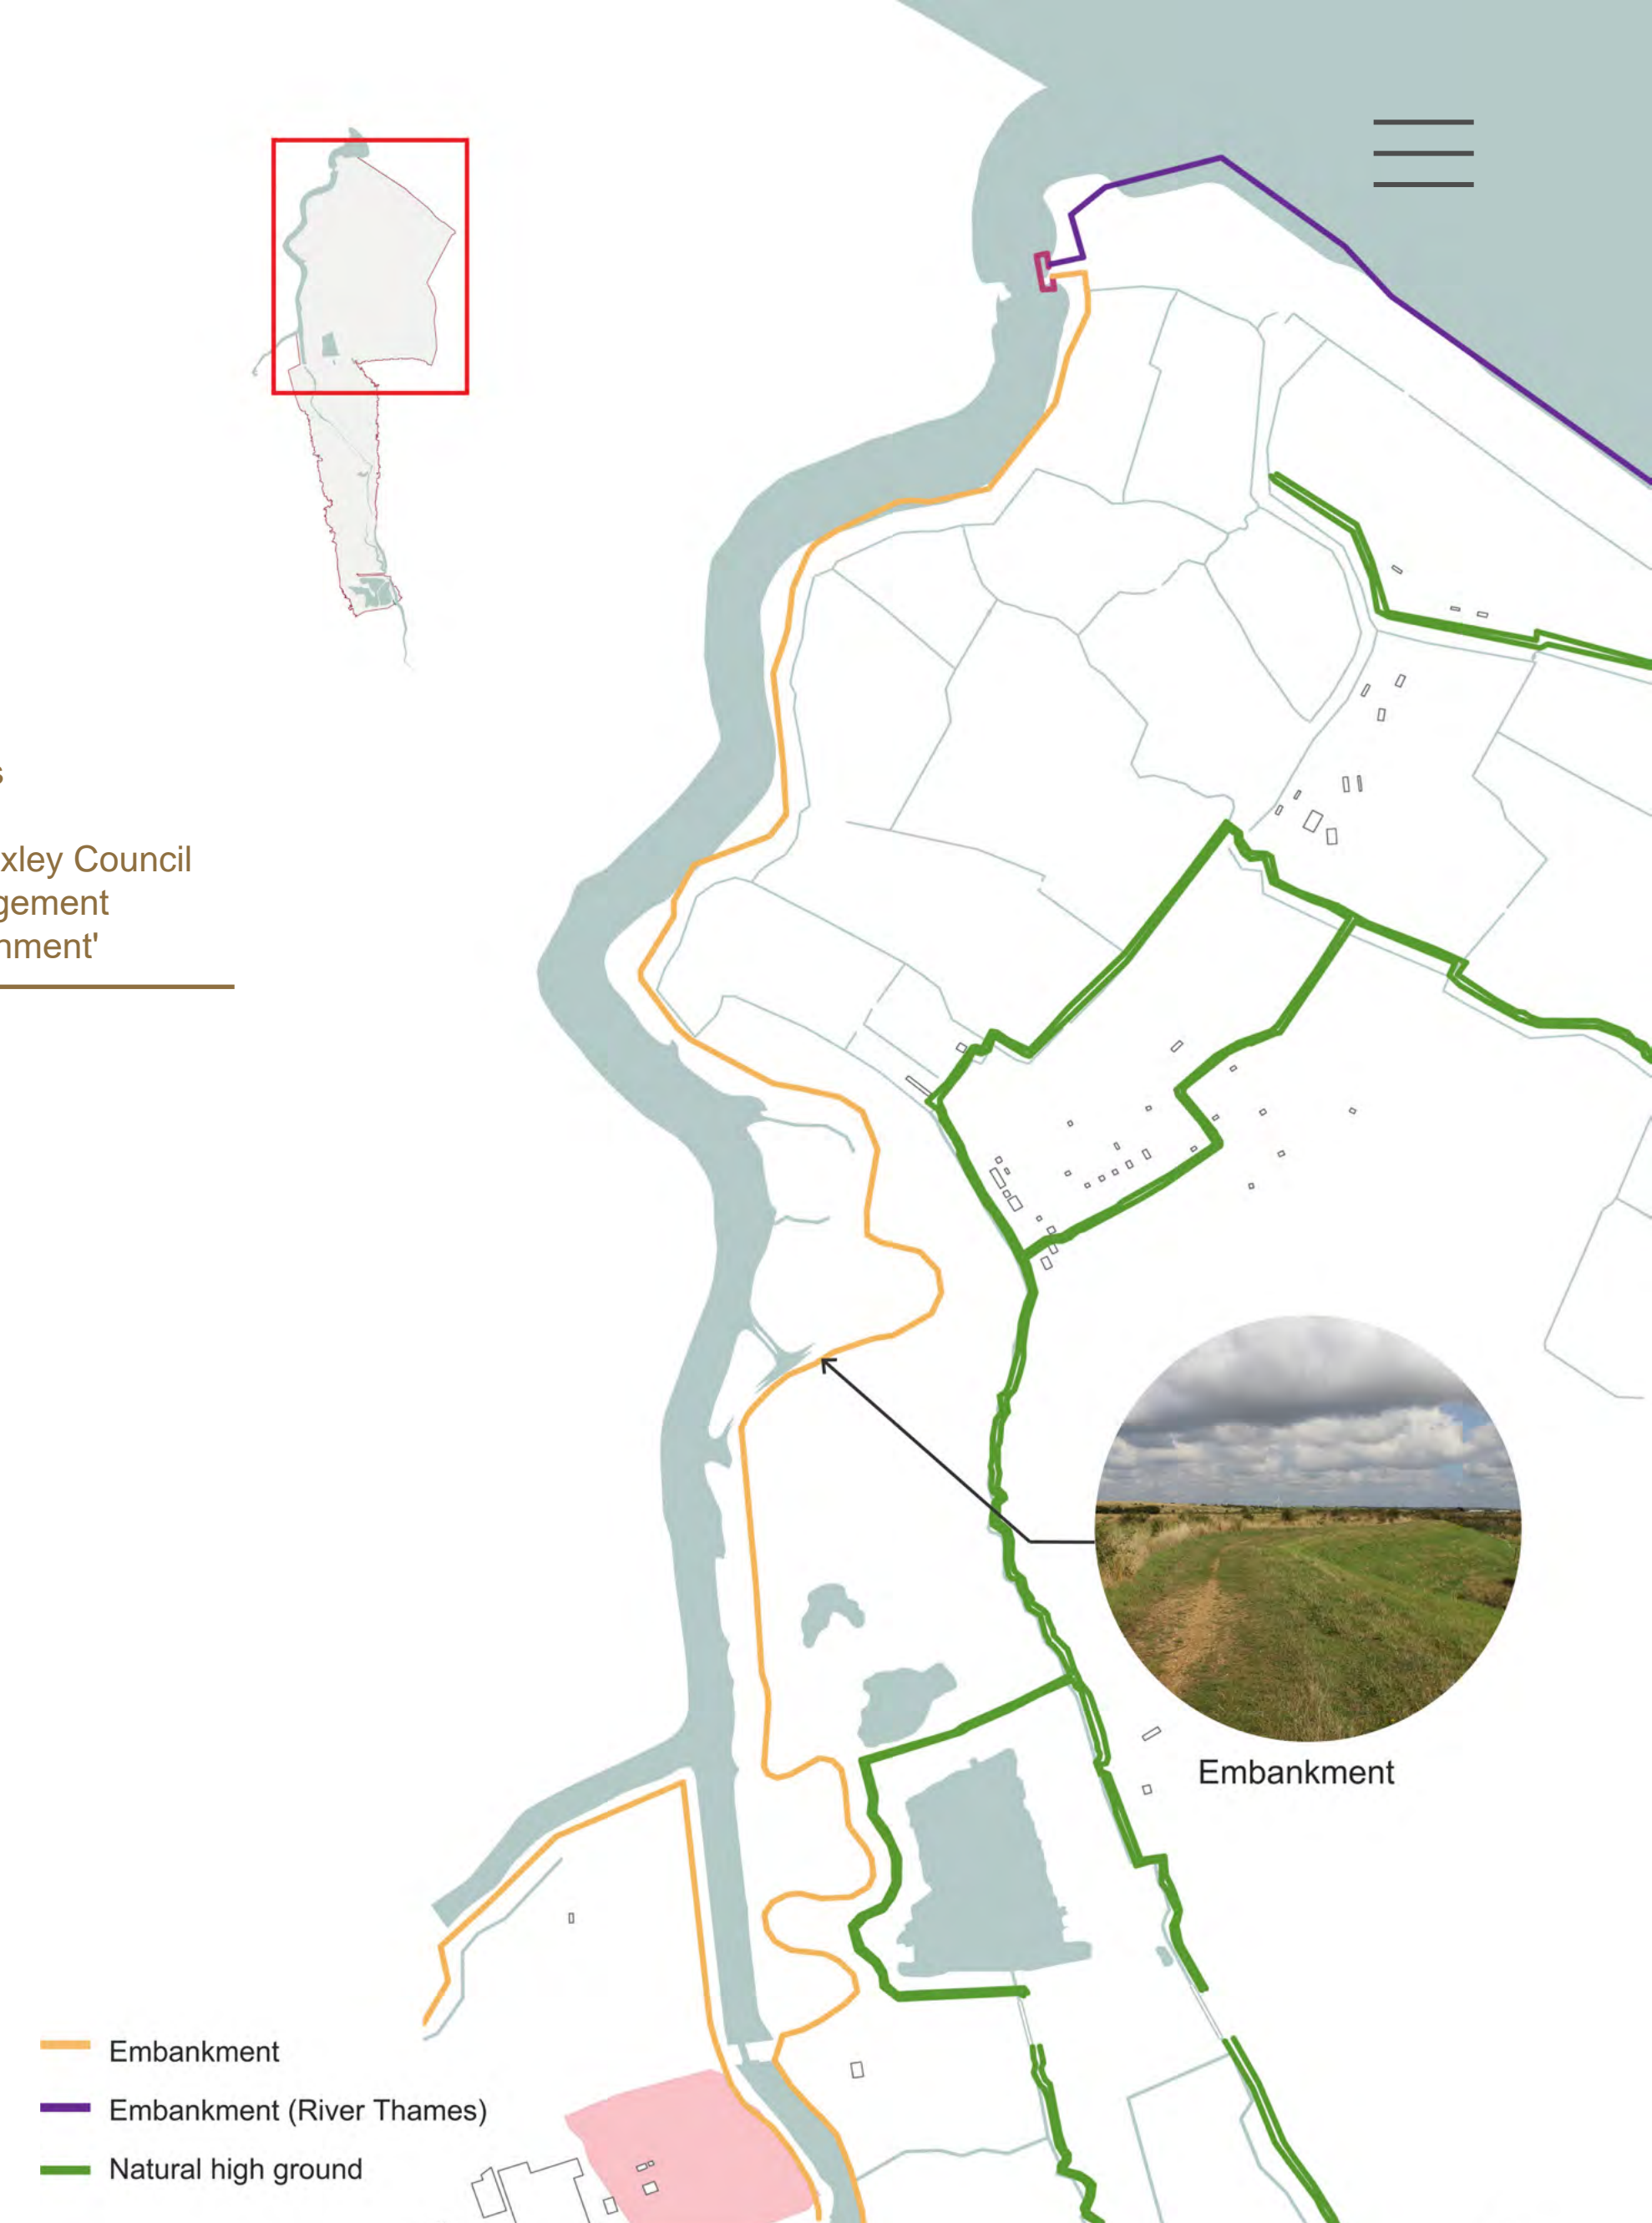 xley Council
gement
nment'
Embankment
Embankment
Embankment (River Thames)
Natural high ground